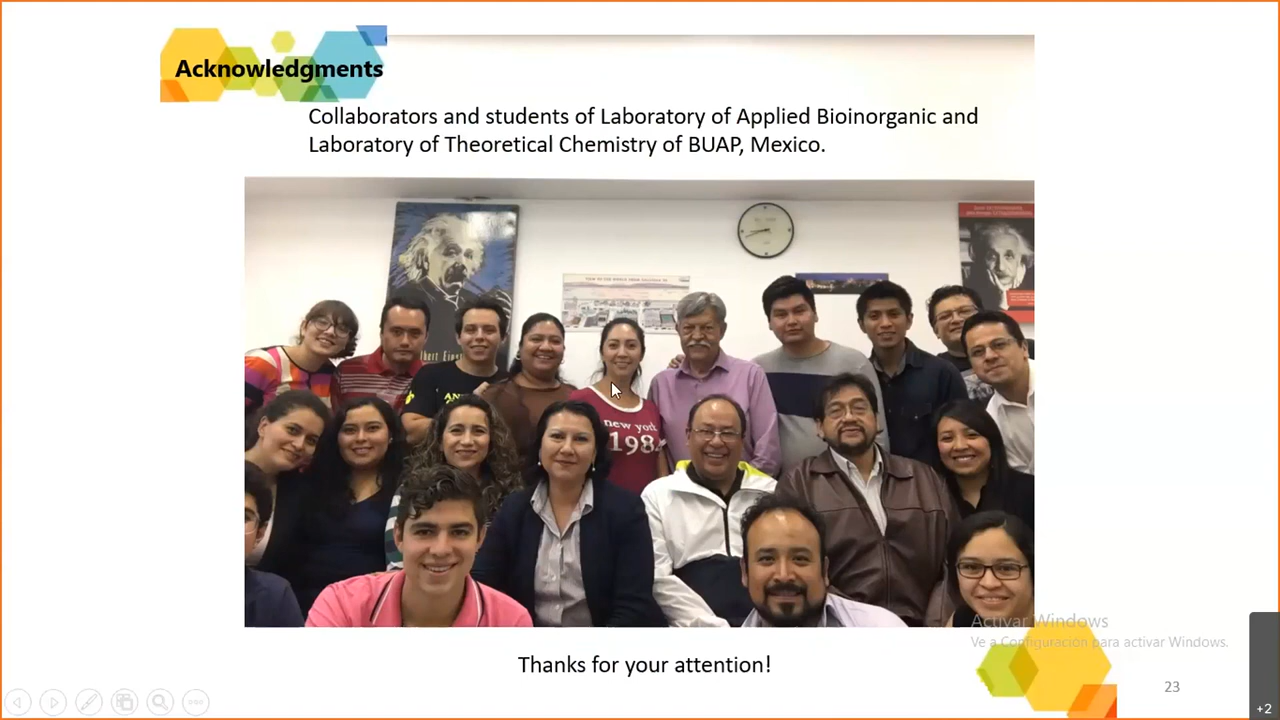 Acknowledgments
Collaborators and students of Laboratory of Applied Bioinorganic and
Laboratory of Theoretical Chemistry of BUAP, Mexico.
new york
198
Thanks for your attention!
Activar Windows
Ve a Configuración para activar Windows.
23
+2